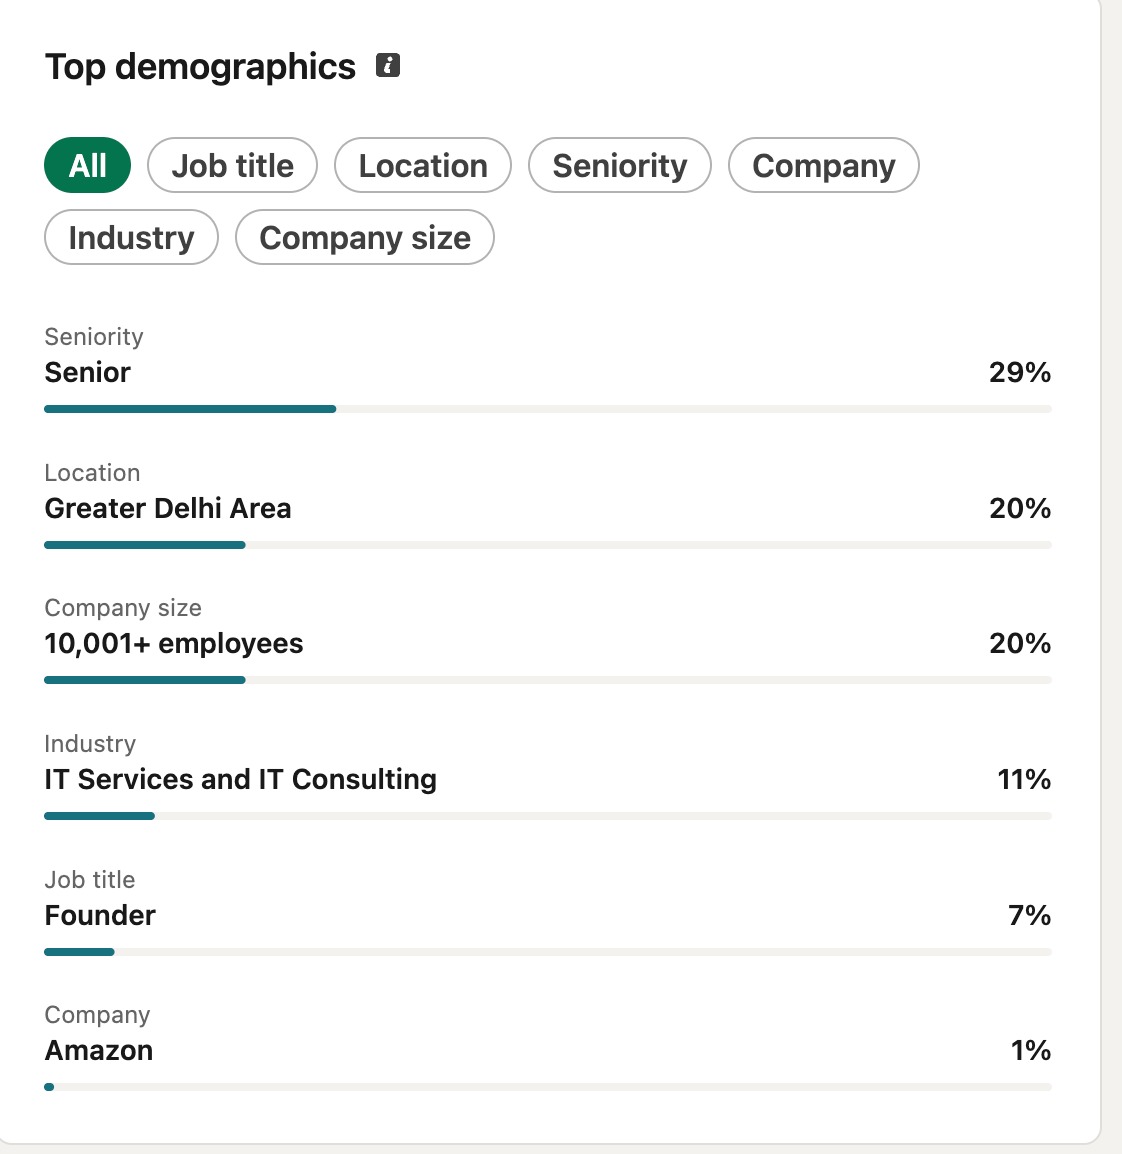 Top demographics
All Job title Location Seniority Company
Industry Company size
Seniority
Senior 29%
Location
Greater Delhi Area 20%
Company size
10,001+ employees 20%
Industry
IT Services and IT Consulting 11%
Job title
Founder 7%
Company
Amazon 1%